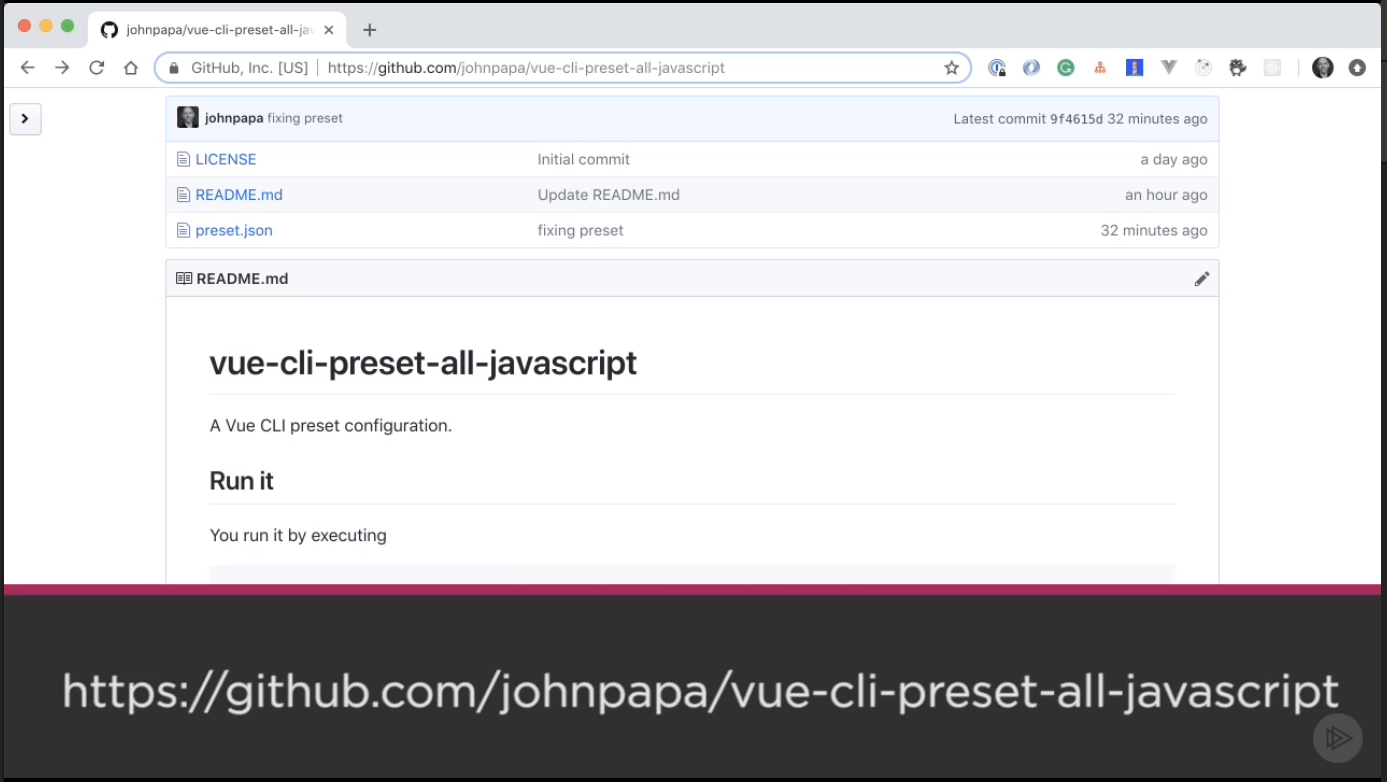 johnpapa/vue-cli-preset-all-jav
GitHub, Inc. [US] | https://github.com/johnpapa/vue-cli-preset-all-javascript
johnpapa fixing preset Latest commit 9f4615d 32 minutes ago
LICENSE Initial commit a day ago
README.md Update README.md an hour ago
preset.json fixing preset 32 minutes ago
README.md
vue-cli-preset-all-javascript
A Vue CLI preset configuration.
Run it
You run it by executing
https://github.com/johnpapa/vue-cli-preset-all-javascript